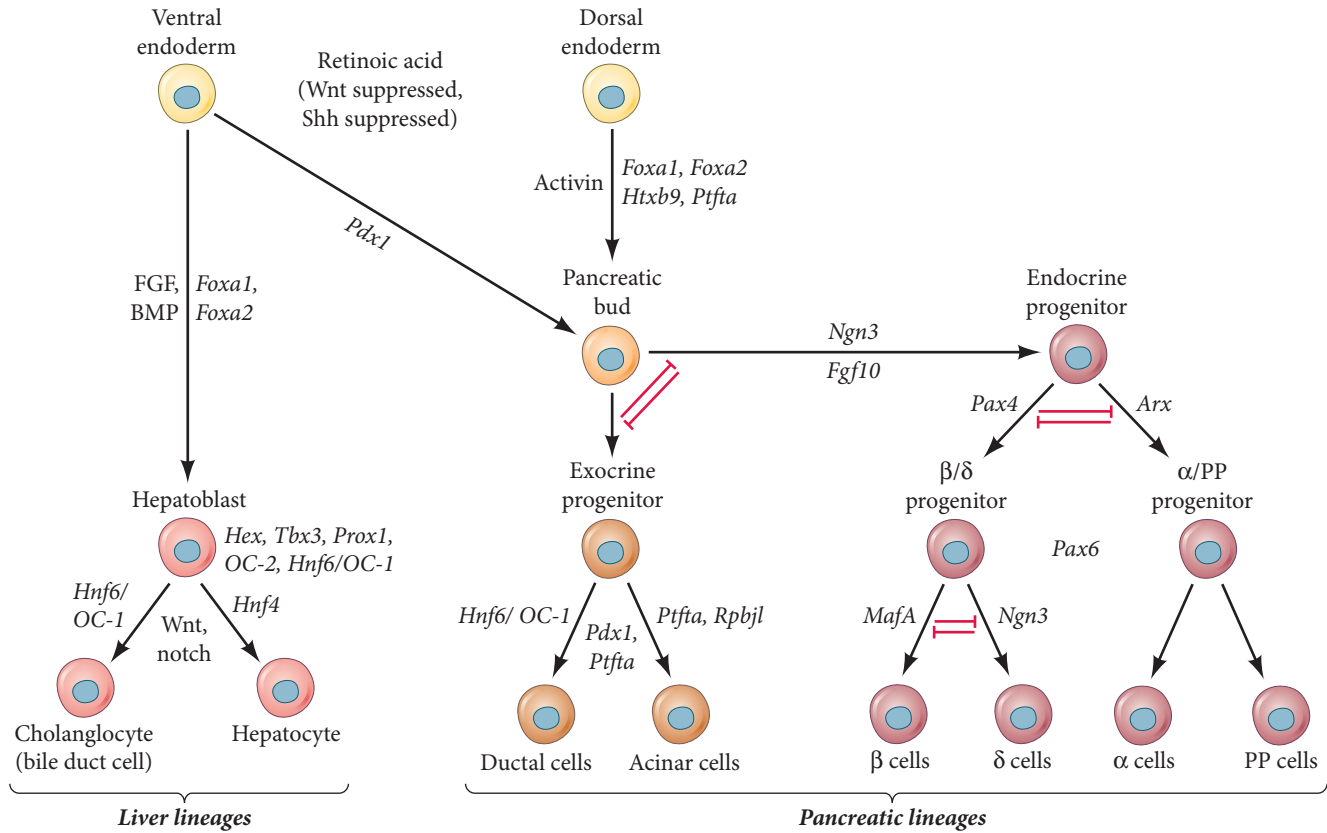 Ventral
endoderm
Retinoic acid
(Wnt suppressed,
Shh suppressed)
Dorsal
endoderm
Activin
Foxa1, Foxa2
Htxb9, Ptfta
Pdx1
FGF,
BMP
Foxa1,
Foxa2
Pancreatic
bud
Ngn3
Fgf10
Endocrine
progenitor
Pax4
Arx
Hepatoblast
Hex, Tbx3, Prox1,
OC-2, Hnf6/OC-1
Exocrine
progenitor
β/δ
progenitor
α/PP
progenitor
Pax6
Hnf6/
OC-1
Wnt,
notch
Hnf4
Hnf6/ OC-1
Pdx1,
Ptfta
Ptfta, Rpbjl
MafA
Ngn3
Cholanglocyte
(bile duct cell)
Hepatocyte
Ductal cells
Acinar cells
β cells
δ cells
α cells
PP cells
Liver lineages
Pancreatic lineages